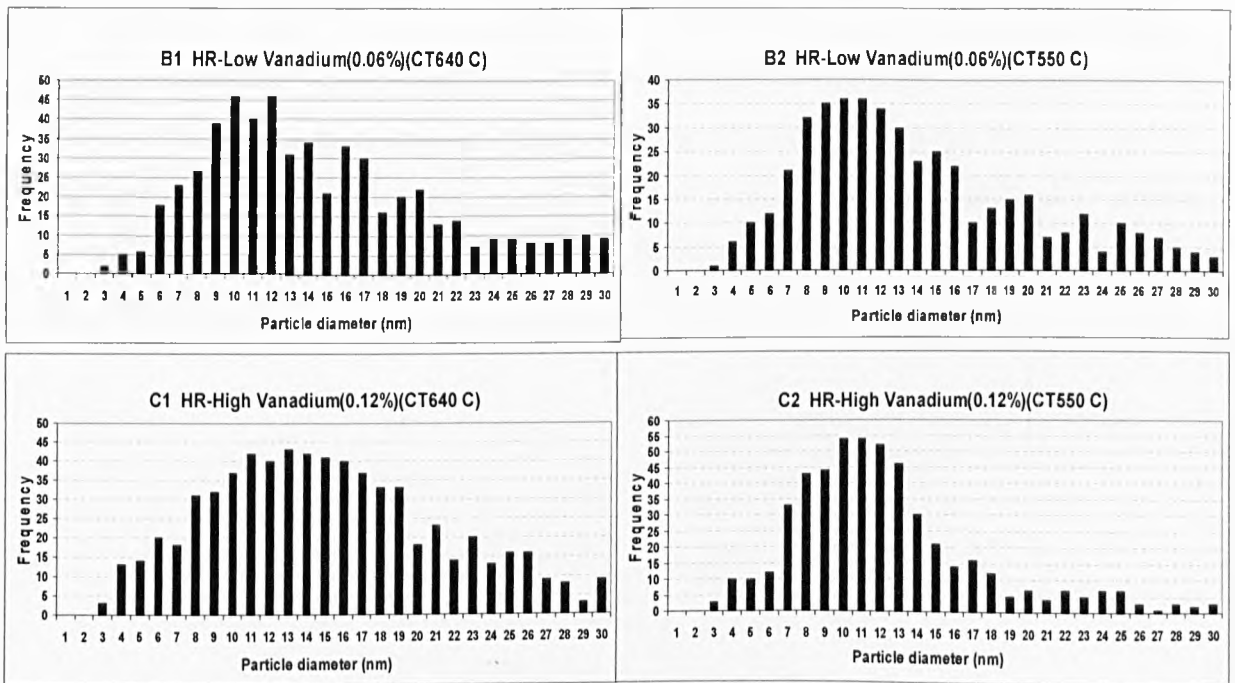 B1 HR-Low Vanadium(0.06%)(CT640 C)
Frequency
50
45
40
35
30
25
20
15
10
5
0
1 2 3 4 5 6 7 8 9 10 11 12 13 14 15 16 17 18 19 20 21 22 23 24 25 26 27 28 29 30
Particle diameter (nm)
B2 HR-Low Vanadium(0.06%)(CT550 C)
Frequency
40
35
30
25
20
15
10
5
0
1 2 3 4 5 6 7 8 9 10 11 12 13 14 15 16 17 18 19 20 21 22 23 24 25 26 27 28 29 30
Particle diameter (nm)
C1 HR-High Vanadium(0.12%)(CT640 C)
Frequency
50
45
40
35
30
25
20
15
10
5
0
1 2 3 4 5 6 7 8 9 10 11 12 13 14 15 16 17 18 19 20 21 22 23 24 25 26 27 28 29 30
Particle diameter (nm)
C2 HR-High Vanadium(0.12%)(CT550 C)
Frequency
60
55
50
45
40
35
30
25
20
15
10
5
0
1 2 3 4 5 6 7 8 9 10 11 12 13 14 15 16 17 18 19 20 21 22 23 24 25 26 27 28 29 30
Particle diameter (nm)